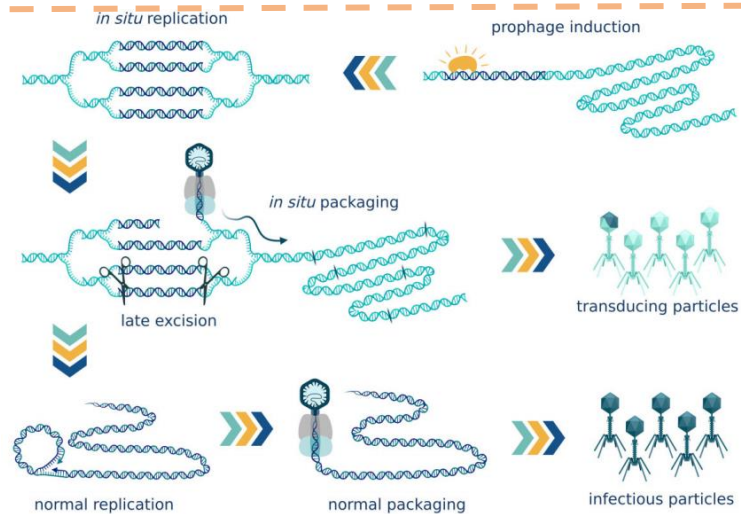 in situ replication
prophage induction
in situ packaging
late excision
transducing particles
normal replication
normal packaging
infectious particles